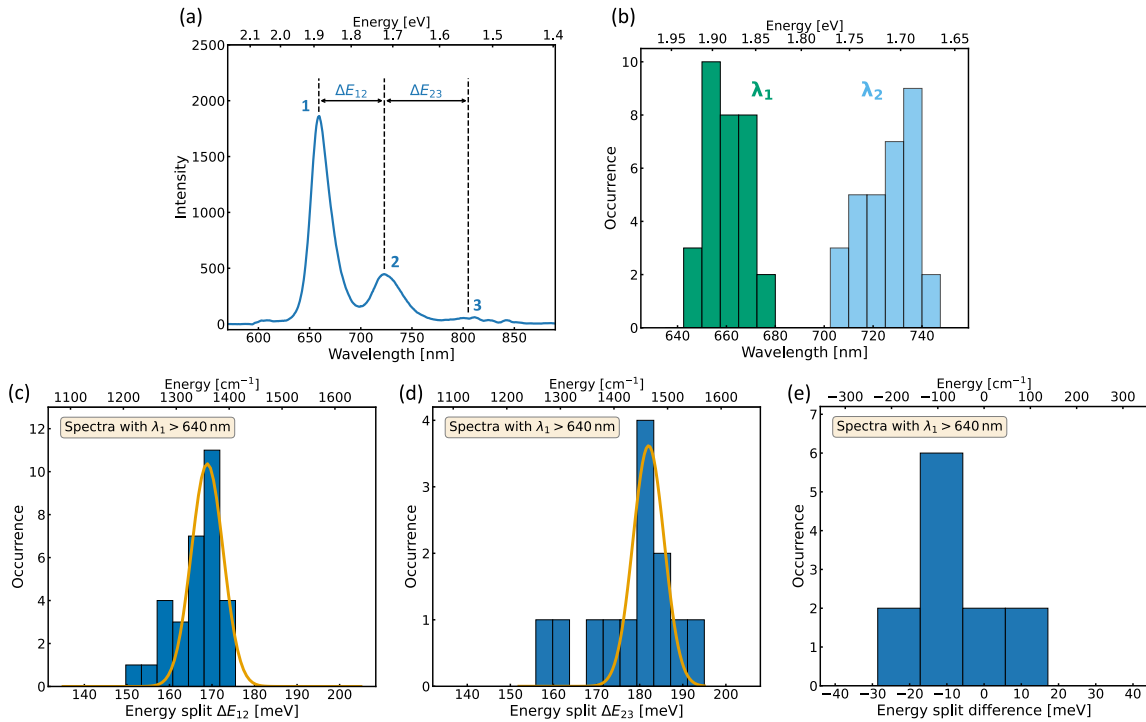 (a)
Energy [eV]
2.1 2.0 1.9 1.8 1.7 1.6 1.5 1.4
2500
2000
1500
1000
500
0
Intensity
ΔE12
ΔE23
1
2
3
600 650 700 750 800 850
Wavelength [nm]
(b)
Energy [eV]
1.95 1.90 1.85 1.80 1.75 1.70 1.65
10
8
6
4
2
0
Occurrence
λ1
λ2
640 660 680 700 720 740
Wavelength [nm]
(c)
Energy [cm⁻¹]
1100 1200 1300 1400 1500 1600
Spectra with λ1 > 640 nm
12
10
8
6
4
2
0
Occurrence
140 150 160 170 180 190 200
Energy split ΔE12 [meV]
(d)
Energy [cm⁻¹]
1100 1200 1300 1400 1500 1600
Spectra with λ1 > 640 nm
4
3
2
1
0
Occurrence
140 150 160 170 180 190 200
Energy split ΔE23 [meV]
(e)
Energy [cm⁻¹]
−300 −200 −100 0 100 200 300
Spectra with λ1 > 640 nm
7
6
5
4
3
2
1
0
Occurrence
−40 −30 −20 −10 0 10 20 30 40
Energy split difference [meV]